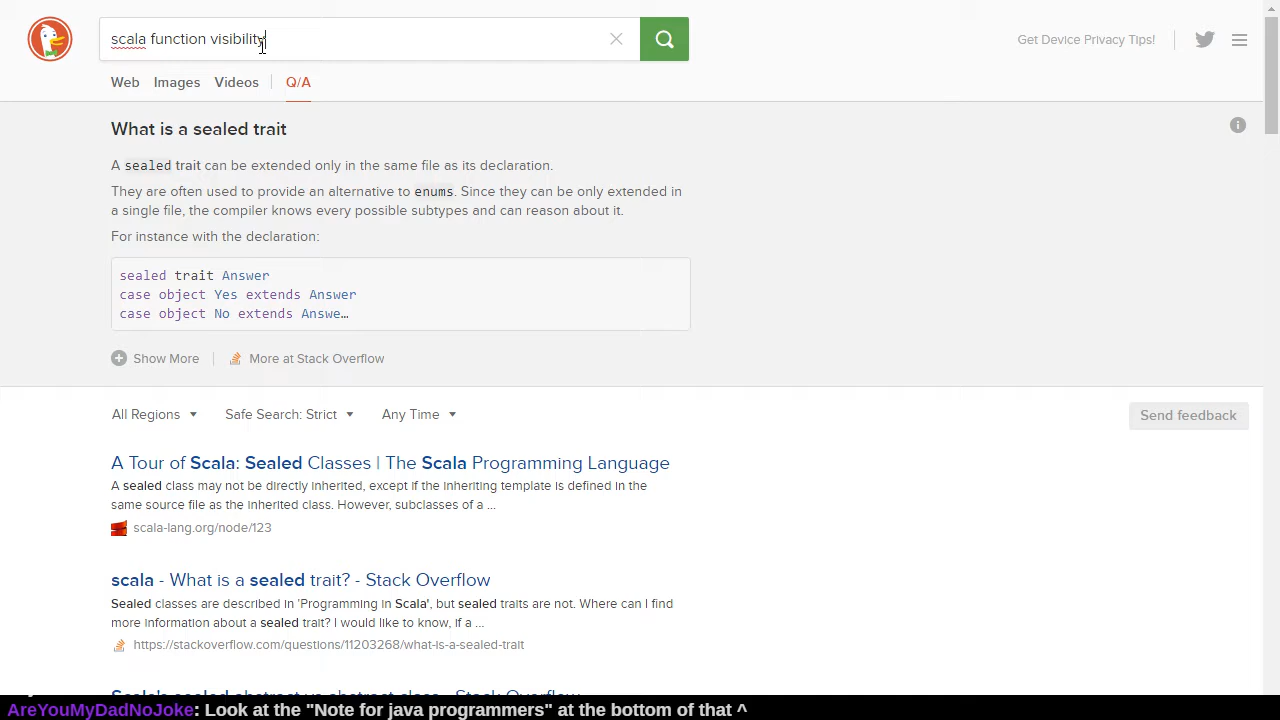 scala function visibility
Get Device Privacy Tips!
Web Images Videos Q/A
What is a sealed trait
A sealed trait can be extended only in the same file as its declaration.
They are often used to provide an alternative to enums. Since they can be only extended in
a single file, the compiler knows every possible subtypes and can reason about it.
For instance with the declaration:
sealed trait Answer
case object Yes extends Answer
case object No extends Answe…
Show More
More at Stack Overflow
All Regions Safe Search: Strict Any Time
Send feedback
A Tour of Scala: Sealed Classes | The Scala Programming Language
A sealed class may not be directly inherited, except if the inheriting template is defined in the
same source file as the inherited class. However, subclasses of a ...
scala-lang.org/node/123
scala - What is a sealed trait? - Stack Overflow
Sealed classes are described in 'Programming in Scala', but sealed traits are not. Where can I find
more information about a sealed trait? I would like to know, if a ...
https://stackoverflow.com/questions/11203268/what-is-a-sealed-trait
Scala's sealed abstract vs abstract class - Stack Overflow
AreYouMyDadNoJoke: Look at the "Note for java programmers" at the bottom of that ^